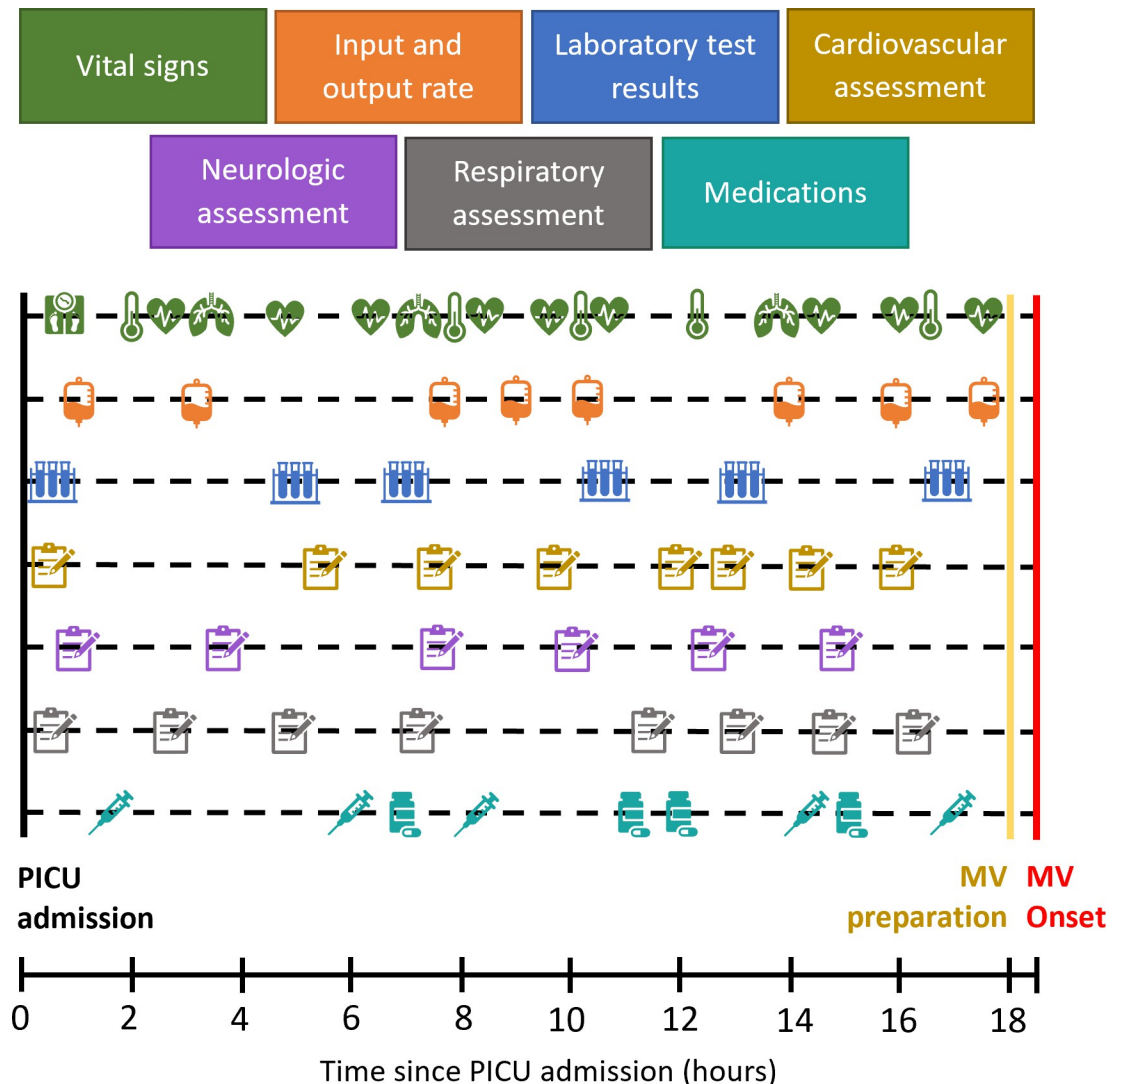 Vital signs
Input and
output rate
Laboratory test
results
Cardiovascular
assessment
Neurologic
assessment
Respiratory
assessment
Medications
PICU
admission
MV
preparation
MV
Onset
0 2 4 6 8 10 12 14 16 18
Time since PICU admission (hours)